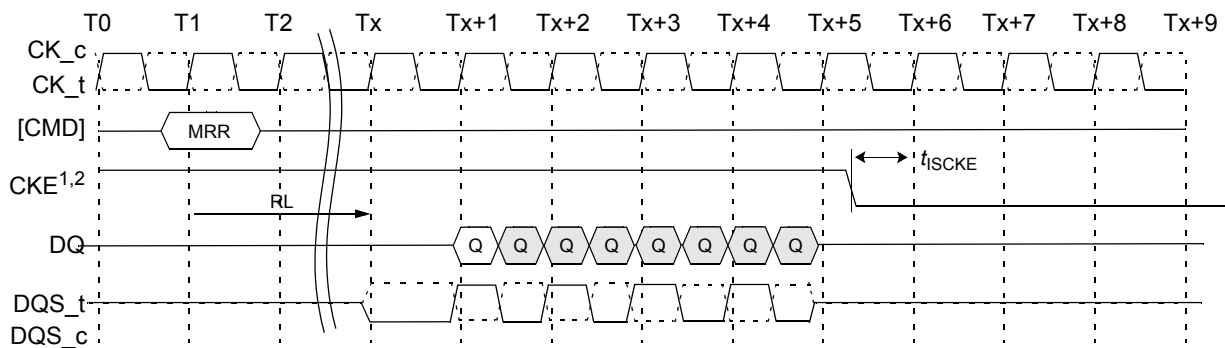 T0 T1 T2 Tx Tx+1 Tx+2 Tx+3 Tx+4 Tx+5 Tx+6 Tx+7 Tx+8 Tx+9
CK_c
CK_t
[CMD] MRR
tISCKE
CKE1,2
RL
DQ Q Q Q Q Q Q Q Q
DQS_t
DQS_c